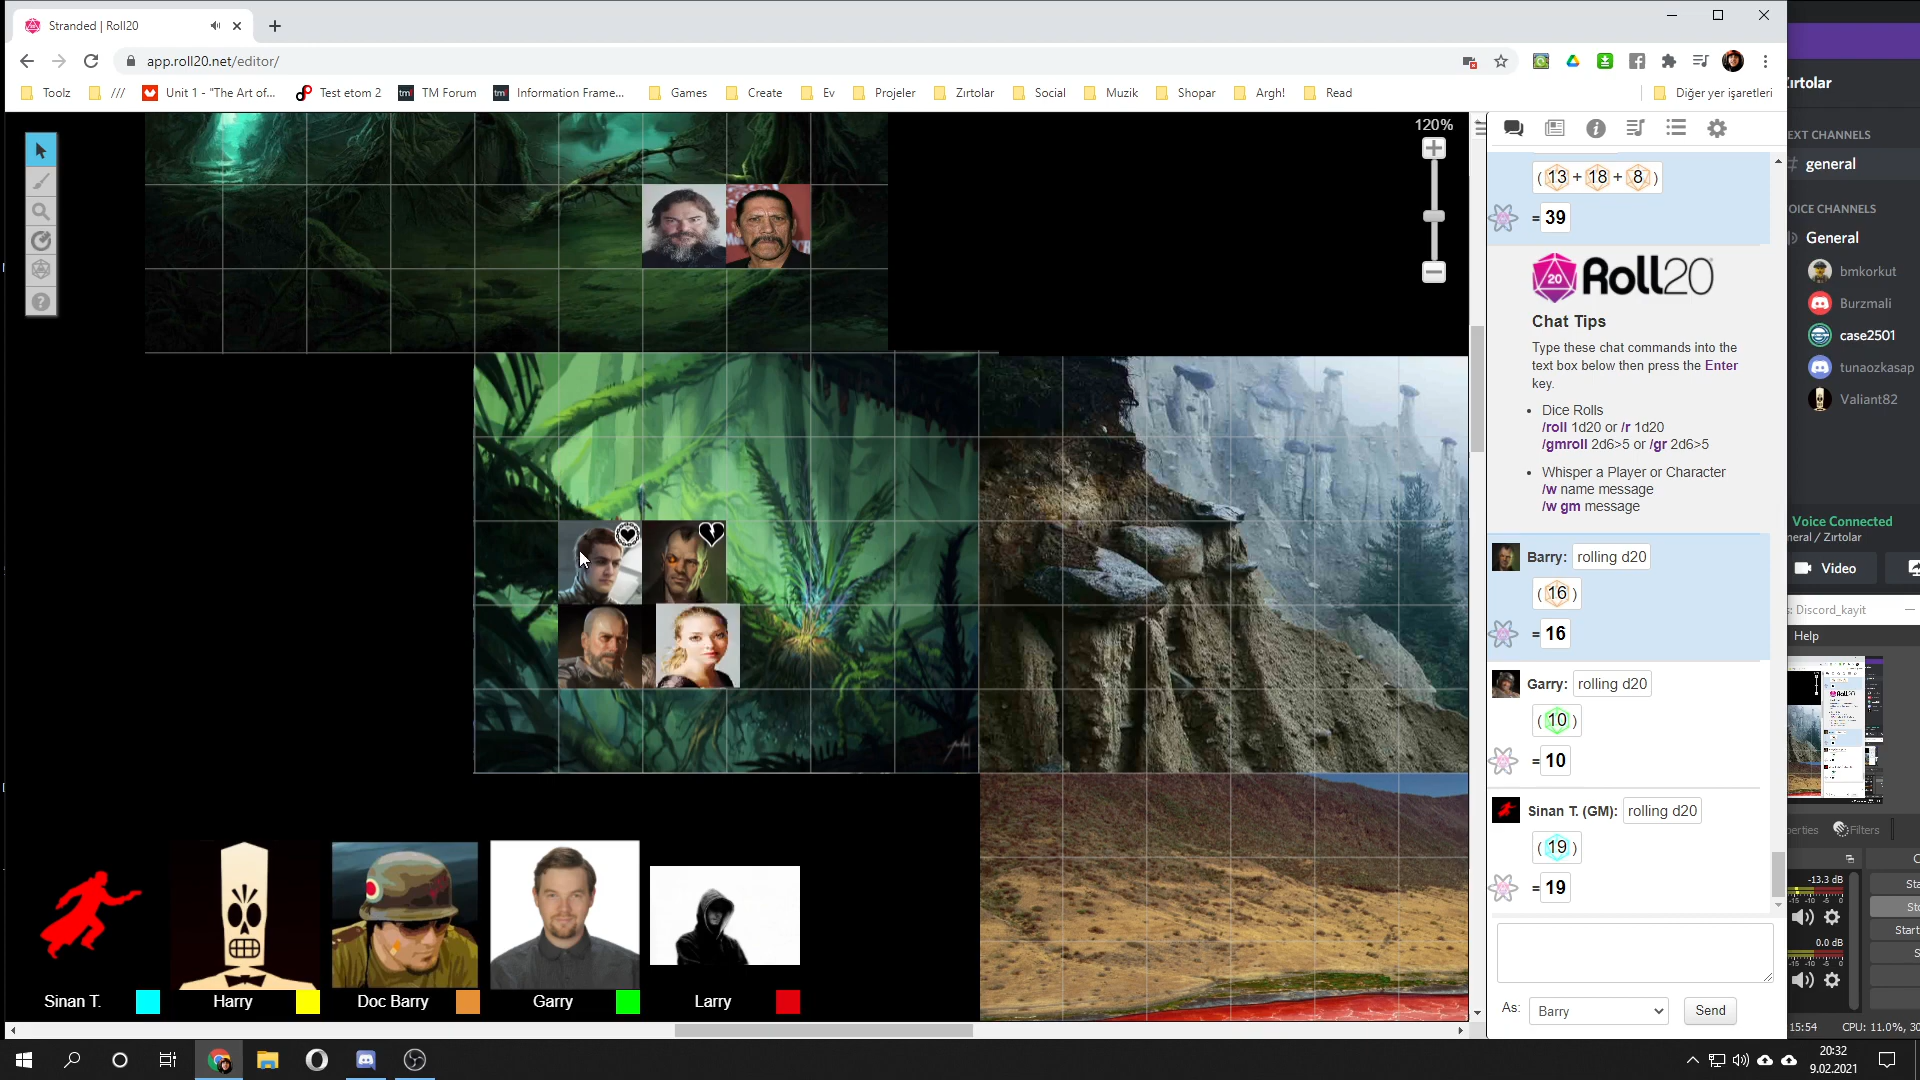 Stranded | Roll20
app.roll20.net/editor/
Toolz
///
Unit 1 - "The Art of...
Test etom 2
TM Forum
Information Frame...
Games
Create
Ev
Projeler
Zırtolar
Social
Muzik
Shopar
Argh!
Read
Diğer yer işaretleri
120%
(13 + 18 + 8)
= 39
20 Roll20
Chat Tips
Type these chat commands into the
text box below then press the Enter
key.
Dice Rolls
/roll 1d20 or /r 1d20
/gmroll 2d6>5 or /gr 2d6>5
Whisper a Player or Character
/w name message
/w gm message
Barry: rolling d20
(16)
= 16
Garry: rolling d20
(10)
= 10
Sinan T. (GM): rolling d20
(19)
= 19
As: Barry
Send
Sinan T.
Harry
Doc Barry
Garry
Larry
ırtolar
EXT CHANNELS
# general
OICE CHANNELS
General
bmkorkut
Burzmali
case2501
tunaozkasap
Valiant82
Voice Connected
neral / Zırtolar
Video
s: Discord_kayit
Help
perties
Filters
-13.3 dB
0.0 dB
Sta
Start
15:54
CPU: 11.0%, 30
20:32
9.02.2021